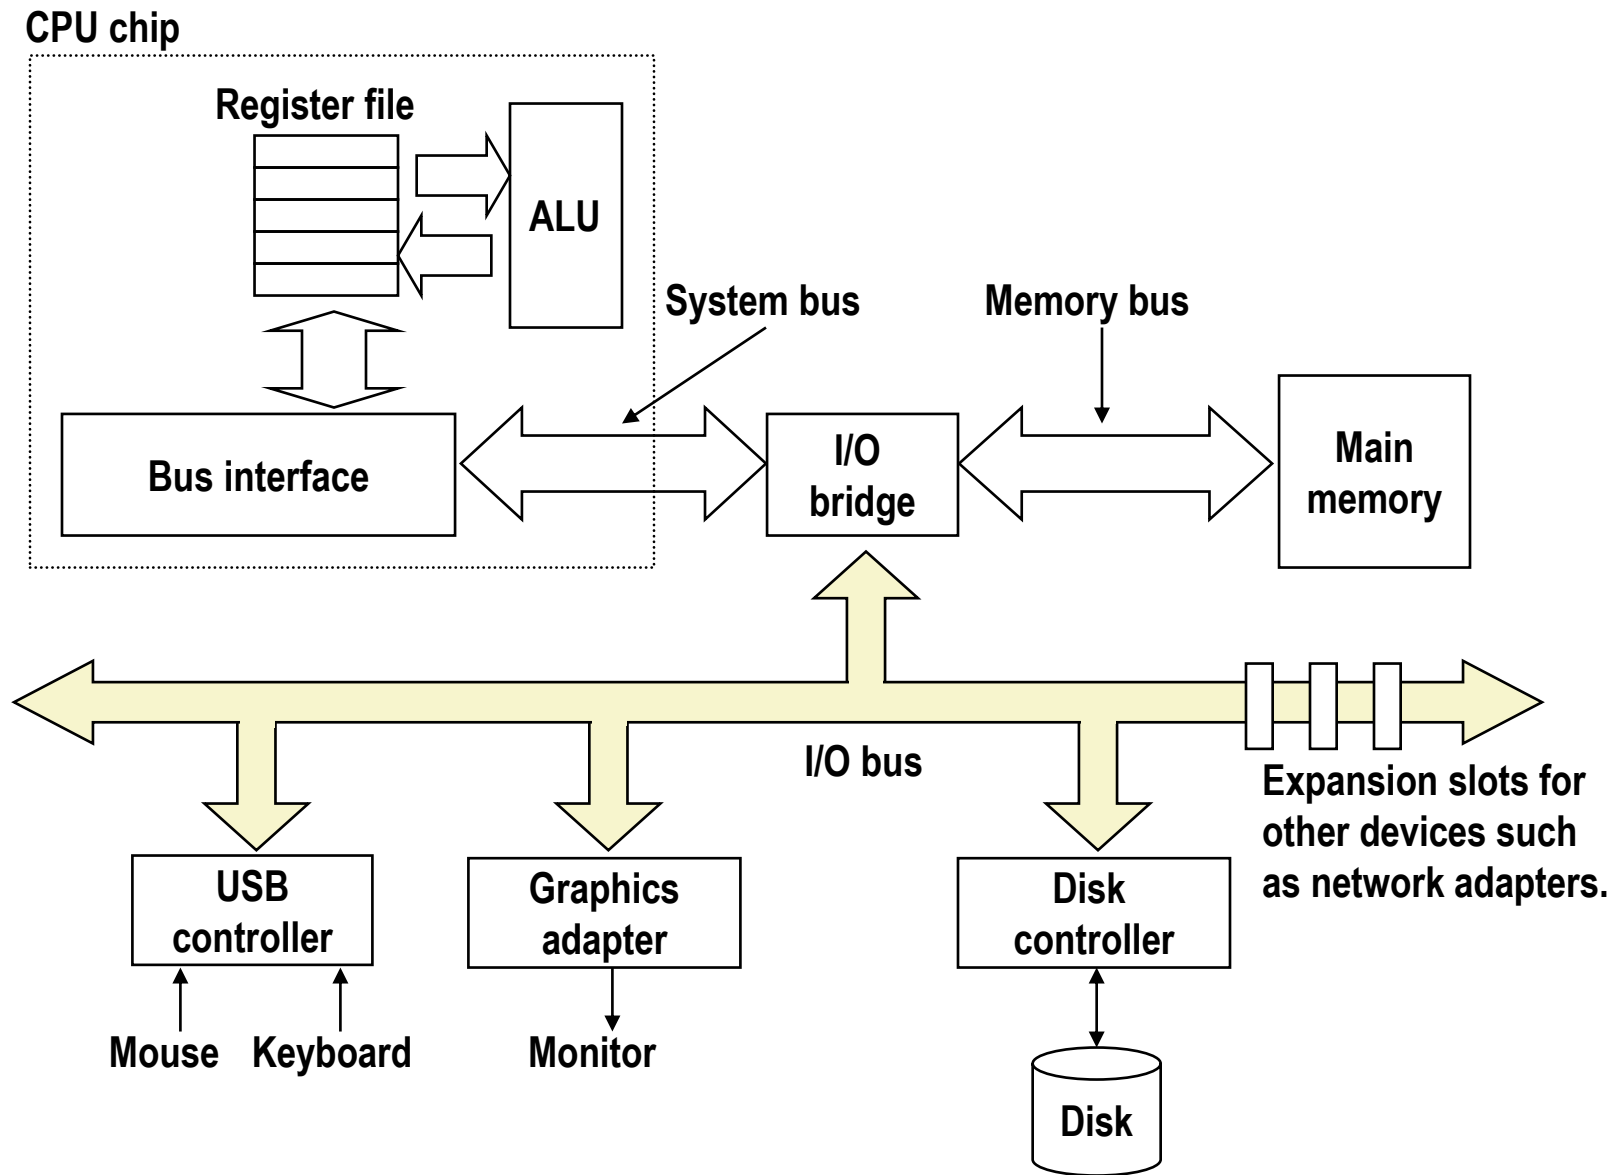 CPU chip
Register file
ALU
System bus
Memory bus
Bus interface
I/O
bridge
Main
memory
I/O bus
Expansion slots for
other devices such
as network adapters.
USB
controller
Graphics
adapter
Disk
controller
Mouse
Keyboard
Monitor
Disk